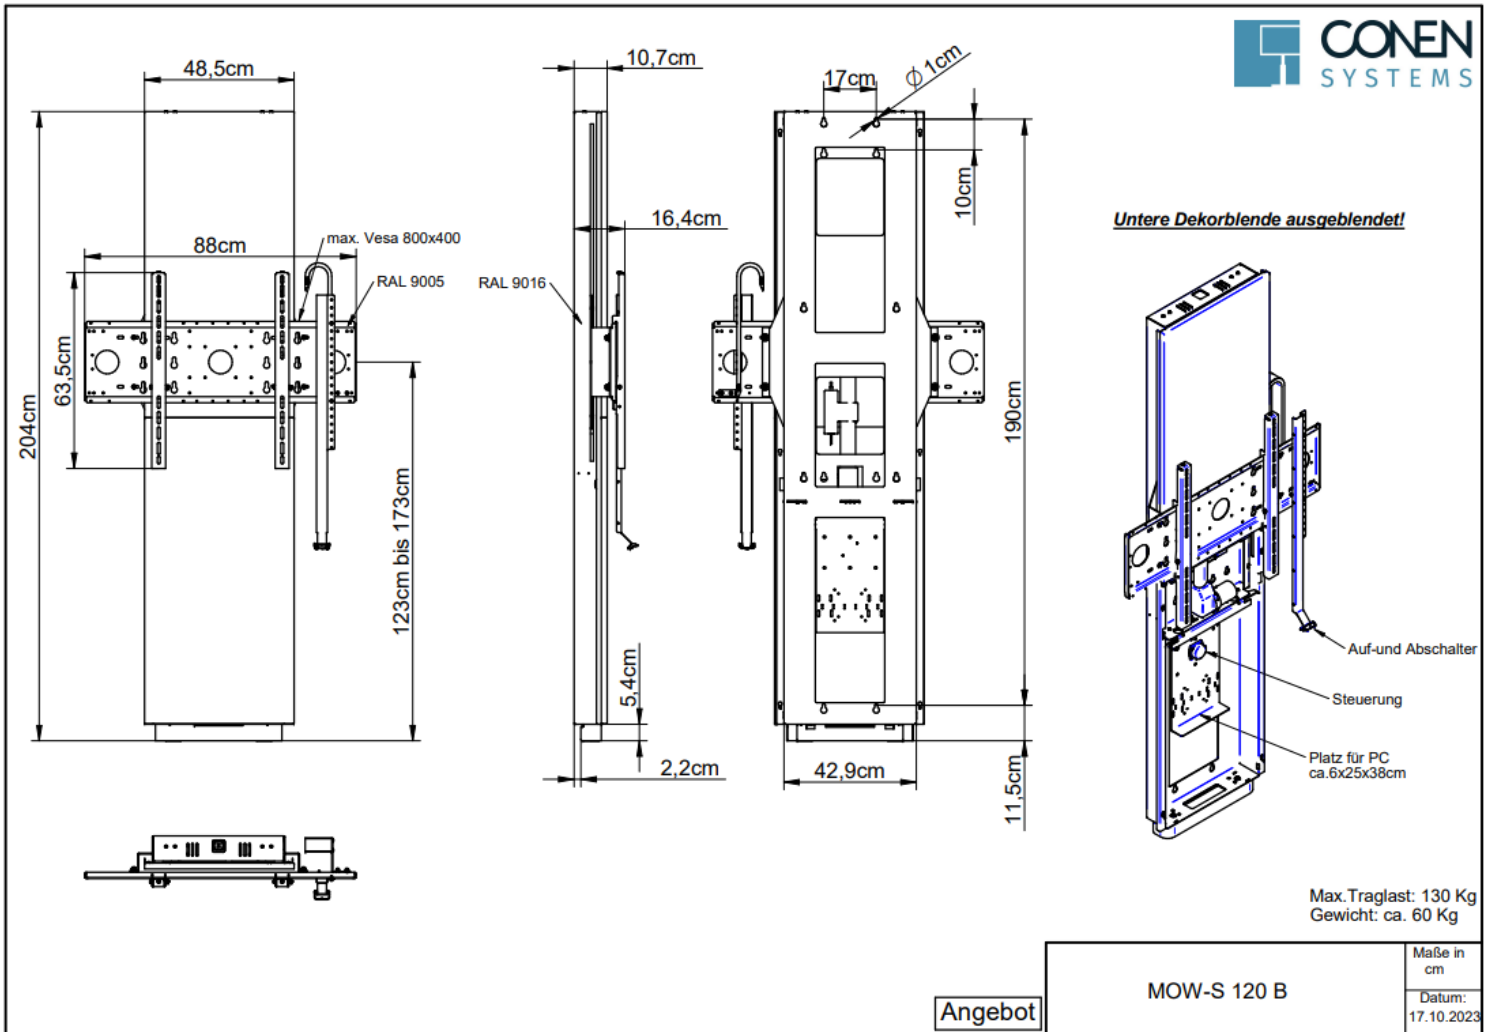 CONEN
SYSTEMS
48,5cm
10,7cm
17cm
Ø 1cm
10cm
16,4cm
Untere Dekorblende ausgeblendet!
88cm
max. Vesa 800x400
RAL 9005
RAL 9016
63,5cm
204cm
190cm
123cm bis 173cm
5,4cm
2,2cm
42,9cm
11,5cm
Auf-und Abschalter
Steuerung
Platz für PC
ca.6x25x38cm
Max.Traglast: 130 Kg
Gewicht: ca. 60 Kg
Angebot
MOW-S 120 B
Maße in
cm
Datum:
17.10.2023